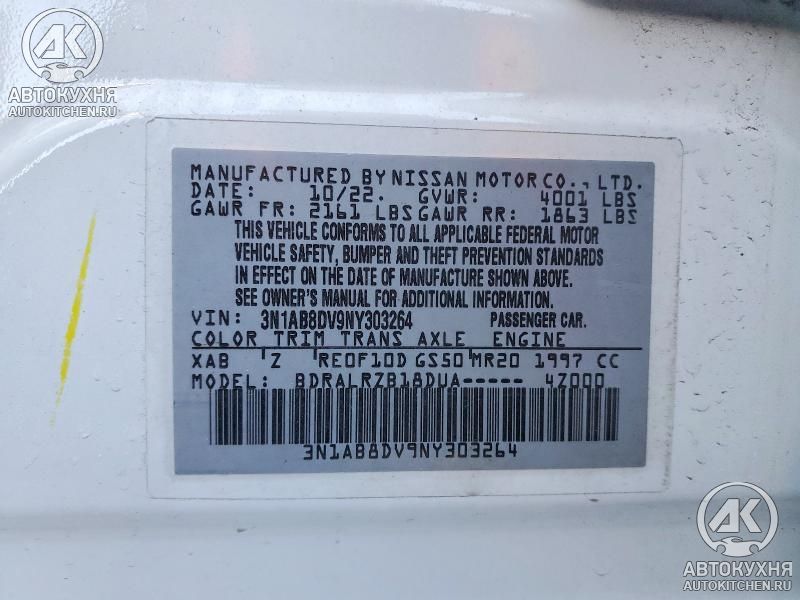 АК
АВТОКУХНЯ
AUTOKITCHEN.RU
MANUFACTURED BY NISSAN MOTOR CO., LTD.
DATE: 10/22. GVWR: 4001 LBS
GAWR FR: 2161 LBS GAWR RR: 1863 LBS
THIS VEHICLE CONFORMS TO ALL APPLICABLE FEDERAL MOTOR
VEHICLE SAFETY, BUMPER AND THEFT PREVENTION STANDARDS
IN EFFECT ON THE DATE OF MANUFACTURE SHOWN ABOVE.
SEE OWNER'S MANUAL FOR ADDITIONAL INFORMATION.
VIN: 3N1AB8DV9NY303264 PASSENGER CAR.
COLOR TRIM TRANS AXLE ENGINE
XAB Z RE0F10D GS50 MR20 1997 CC
MODEL: BDRALRZB18DUA----- 4Z000
3N1AB8DV9NY303264
АК
АВТОКУХНЯ
AUTOKITCHEN.RU